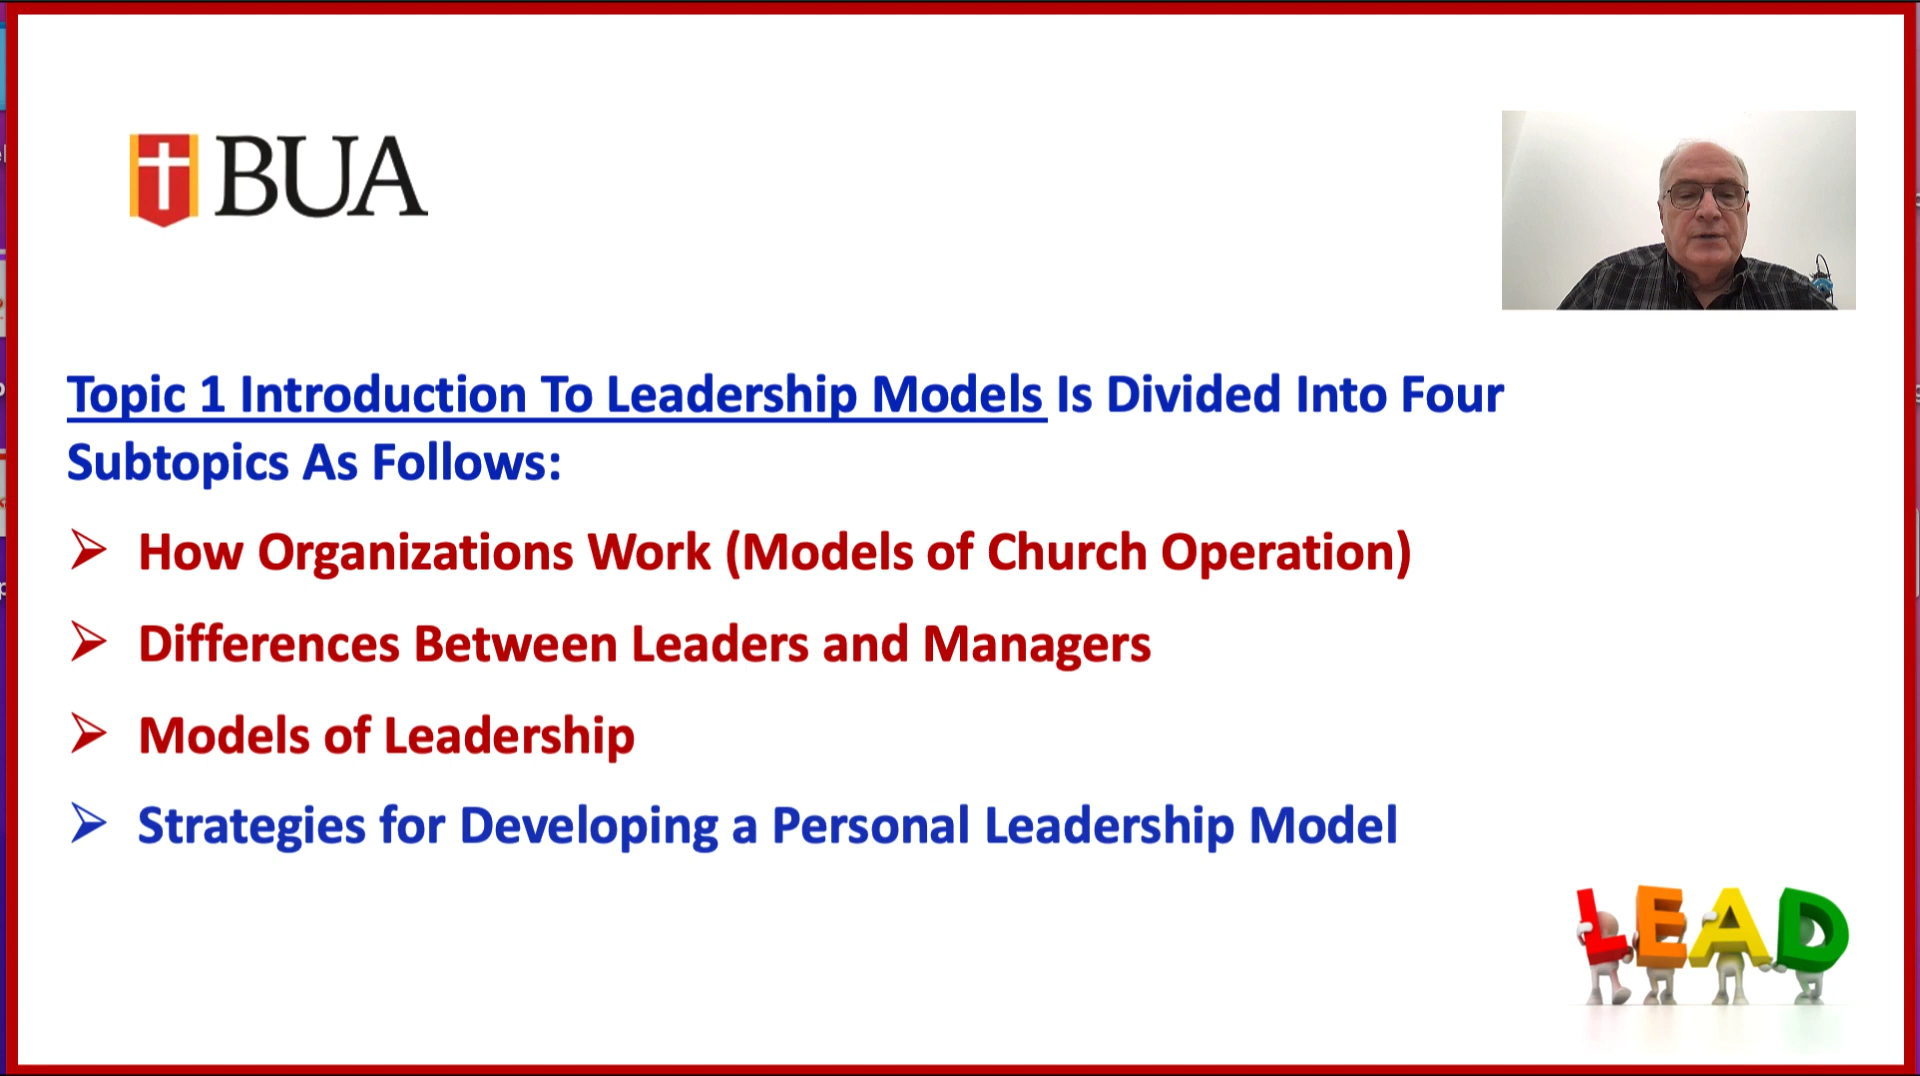 BUA
Topic 1 Introduction To Leadership Models Is Divided Into Four
Subtopics As Follows:
How Organizations Work (Models of Church Operation)
Differences Between Leaders and Managers
Models of Leadership
Strategies for Developing a Personal Leadership Model
LEAD